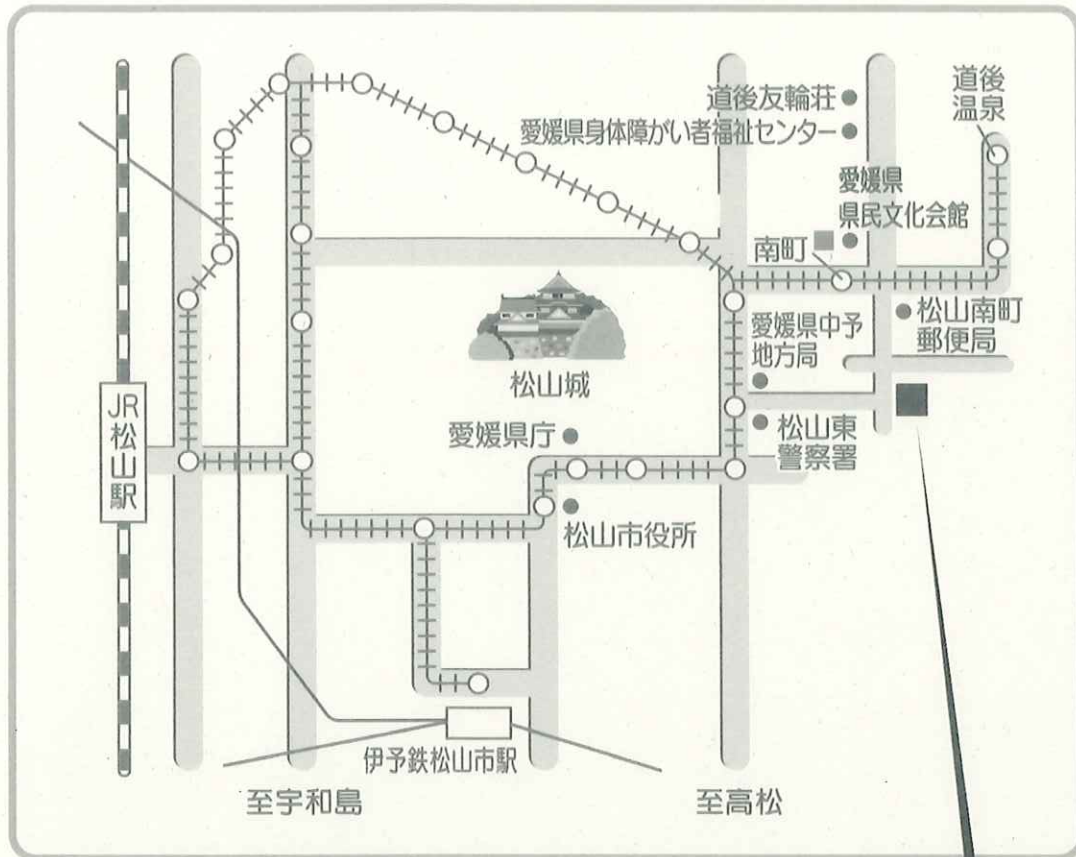 道後
温泉
道後友輪荘
愛媛県身体障がい者福祉センター
愛媛県
県民文化会館
南町
松山南町
郵便局
愛媛県中予
地方局
松山城
JR松山駅
愛媛県庁
松山東
警察署
松山市役所
伊予鉄松山市駅
至宇和島
至高松